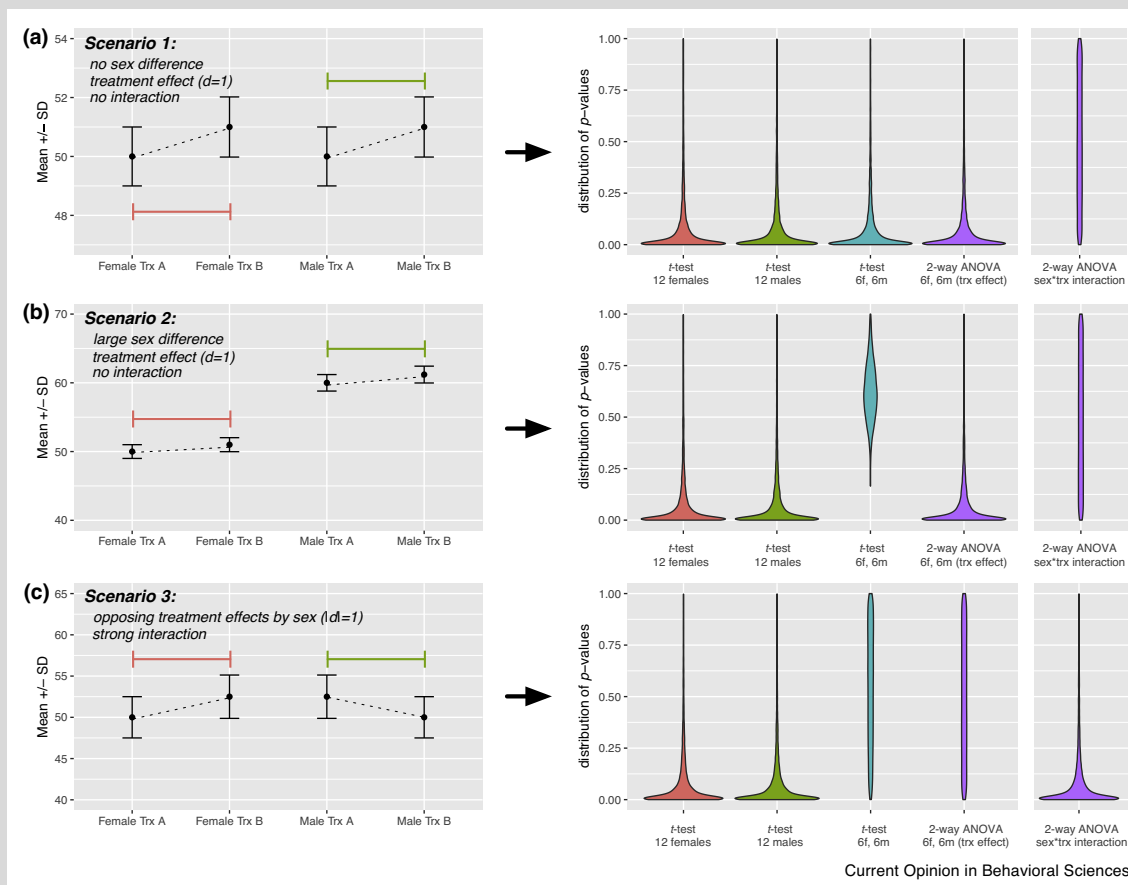 (a)
Scenario 1:
no sex difference
treatment effect (d=1)
no interaction
Mean +/− SD
54
52
50
48
Female Trx A
Female Trx B
Male Trx A
Male Trx B
distribution of p−values
1.00
0.75
0.50
0.25
0.00
t-test
12 females
t-test
12 males
t-test
6f, 6m
2-way ANOVA
6f, 6m (trx effect)
2-way ANOVA
sex*trx interaction
(b)
Scenario 2:
large sex difference
treatment effect (d=1)
no interaction
Mean +/− SD
70
60
50
40
Female Trx A
Female Trx B
Male Trx A
Male Trx B
distribution of p−values
1.00
0.75
0.50
0.25
0.00
t-test
12 females
t-test
12 males
t-test
6f, 6m
2-way ANOVA
6f, 6m (trx effect)
2-way ANOVA
sex*trx interaction
(c)
Scenario 3:
opposing treatment effects by sex (|d|=1)
strong interaction
Mean +/− SD
65
60
55
50
45
40
Female Trx A
Female Trx B
Male Trx A
Male Trx B
distribution of p−values
1.00
0.75
0.50
0.25
0.00
t-test
12 females
t-test
12 males
t-test
6f, 6m
2-way ANOVA
6f, 6m (trx effect)
2-way ANOVA
sex*trx interaction
Current Opinion in Behavioral Sciences